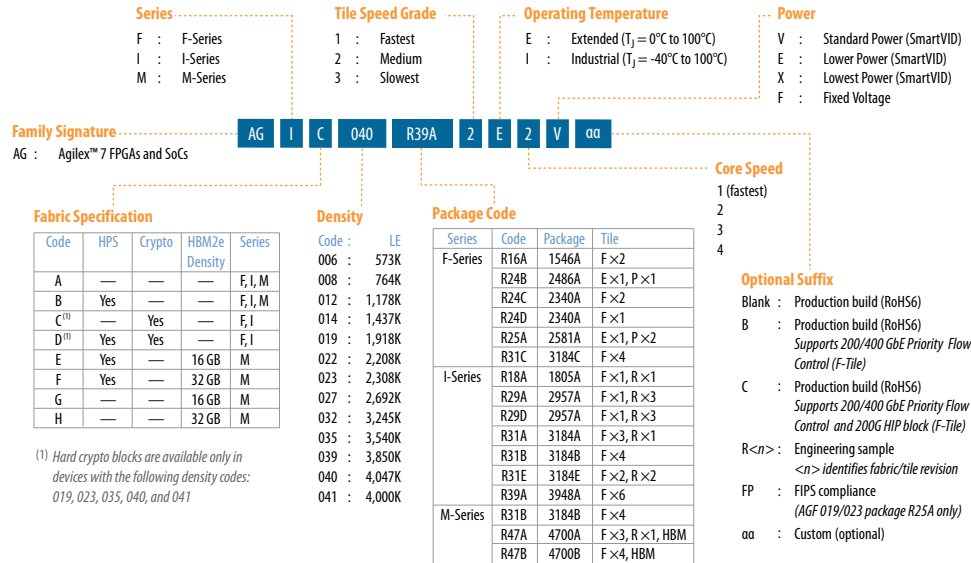 Series
F : F-Series
I : I-Series
M : M-Series
Tile Speed Grade
1 : Fastest
2 : Medium
3 : Slowest
Operating Temperature
E : Extended (TJ = 0°C to 100°C)
I : Industrial (TJ = -40°C to 100°C)
Power
V : Standard Power (SmartVID)
E : Lower Power (SmartVID)
X : Lowest Power (SmartVID)
F : Fixed Voltage
Family Signature
AG : Agilex™ 7 FPGAs and SoCs
AG I C 040 R39A 2 E 2 V αα
Core Speed
1 (fastest)
2
3
4
Fabric Specification
Code HPS Crypto HBM2e Density Series
A — — — F, I, M
B Yes — — F, I, M
C(1) — Yes — F, I
D(1) Yes Yes — F, I
E Yes — 16 GB M
F Yes — 32 GB M
G — — 16 GB M
H — — 32 GB M
(1) Hard crypto blocks are available only in
devices with the following density codes:
019, 023, 035, 040, and 041
Density
Code : LE
006 : 573K
008 : 764K
012 : 1,178K
014 : 1,437K
019 : 1,918K
022 : 2,208K
023 : 2,308K
027 : 2,692K
032 : 3,245K
035 : 3,540K
039 : 3,850K
040 : 4,047K
041 : 4,000K
Package Code
Series Code Package Tile
F-Series R16A 1546A F ×2
R24B 2486A E ×1, P ×1
R24C 2340A F ×2
R24D 2340A F ×1
R25A 2581A E ×1, P ×2
R31C 3184C F ×4
I-Series R18A 1805A F ×1, R ×1
R29A 2957A F ×1, R ×3
R29D 2957A F ×1, R ×3
R31A 3184A F ×3, R ×1
R31B 3184B F ×4
R31E 3184E F ×2, R ×2
R39A 3948A F ×6
M-Series R31B 3184B F ×4
R47A 4700A F ×3, R ×1, HBM
R47B 4700B F ×4, HBM
Optional Suffix
Blank : Production build (RoHS6)
B : Production build (RoHS6)
Supports 200/400 GbE Priority Flow
Control (F-Tile)
C : Production build (RoHS6)
Supports 200/400 GbE Priority Flow
Control and 200G HIP block (F-Tile)
R<n> : Engineering sample
<n> identifies fabric/tile revision
FP : FIPS compliance
(AGF 019/023 package R25A only)
αα : Custom (optional)